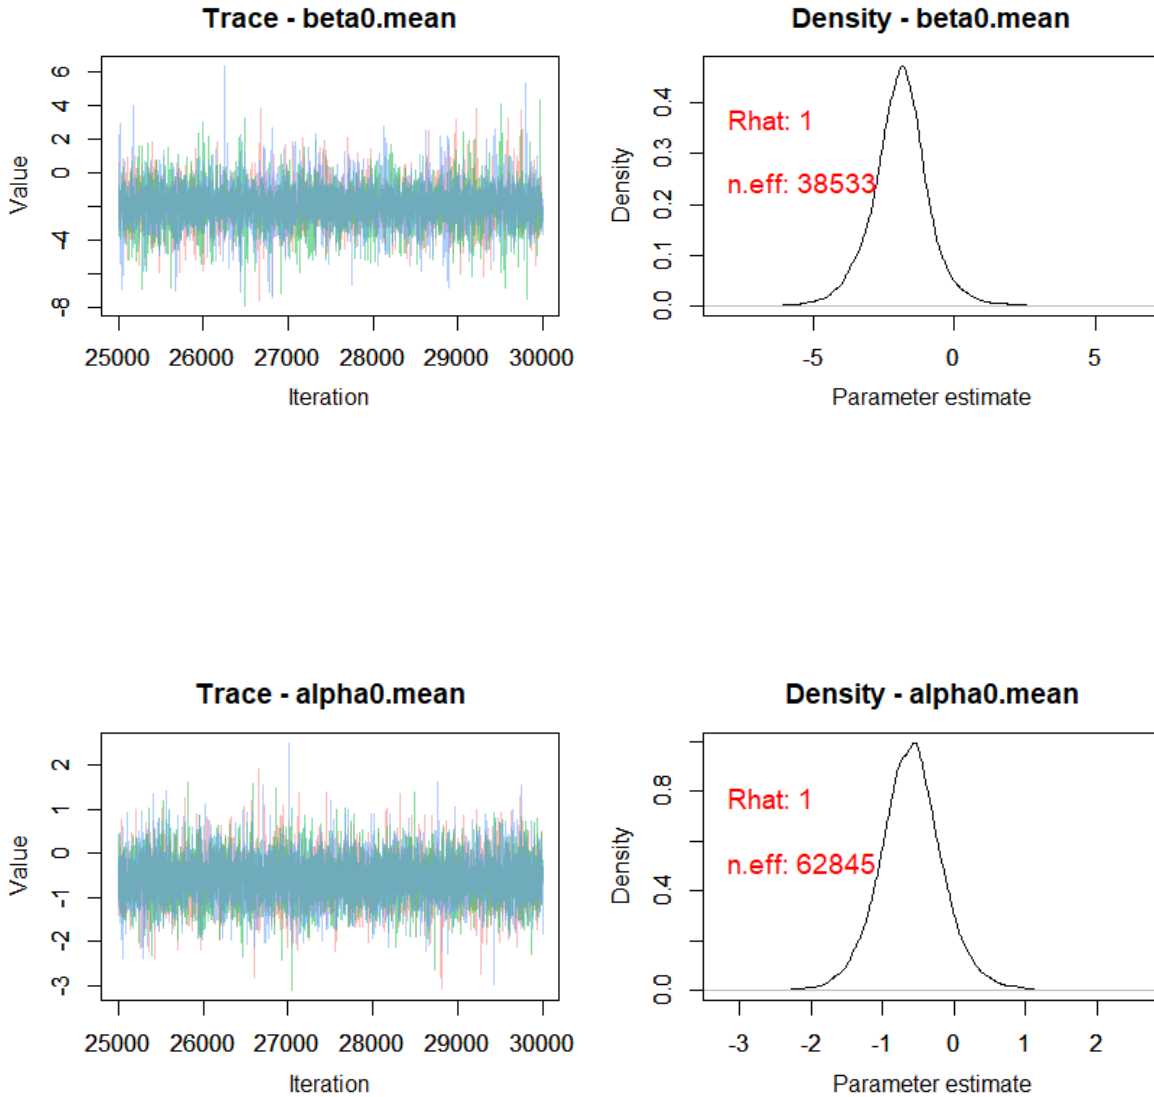 Trace - beta0.mean
Density - beta0.mean
Value
6
4
2
0
-4
-8
25000 26000 27000 28000 29000 30000
Iteration
Density
0.4
0.3
0.2
0.1
0.0
Rhat: 1
n.eff: 38533
-5 0 5
Parameter estimate
Trace - alpha0.mean
Density - alpha0.mean
Value
2
1
0
-1
-2
-3
25000 26000 27000 28000 29000 30000
Iteration
Density
0.8
0.4
0.0
Rhat: 1
n.eff: 62845
-3 -2 -1 0 1 2
Parameter estimate